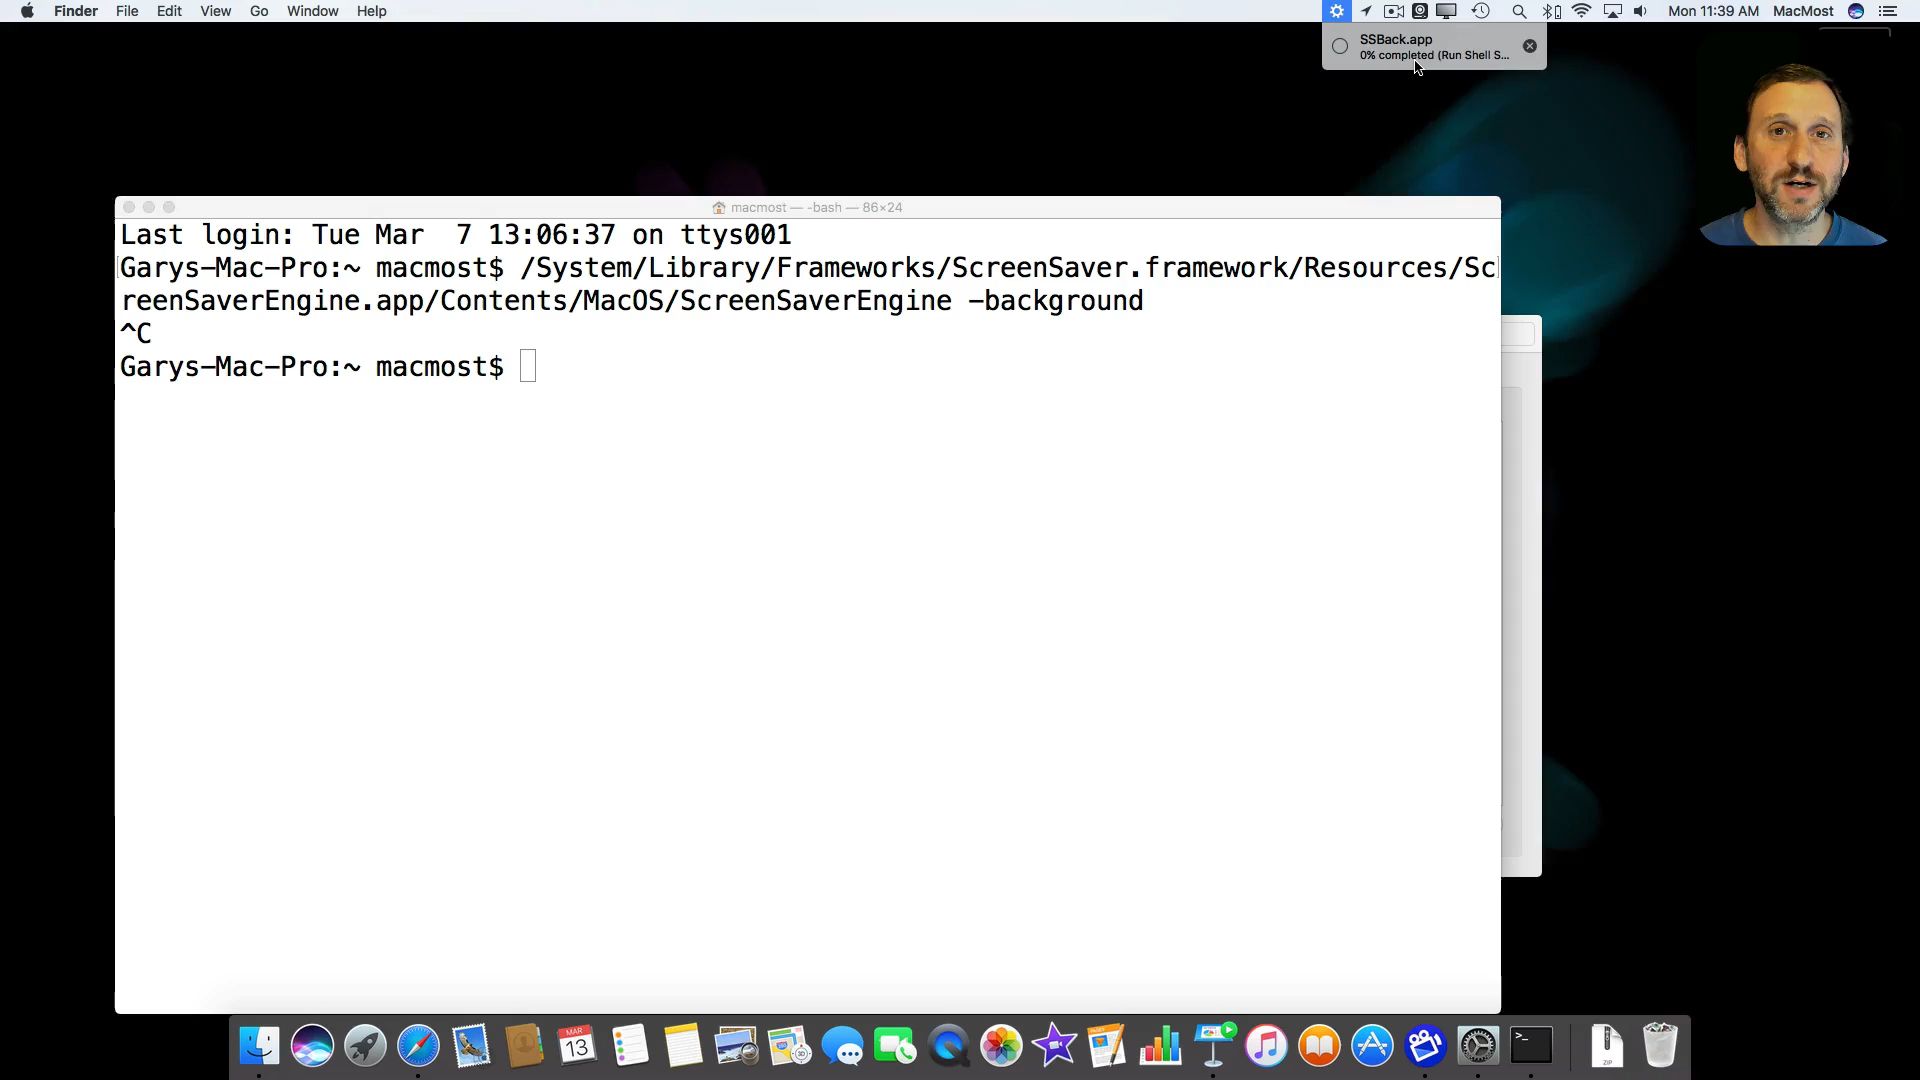 Finder File Edit View Go Window Help Mon 11:39 AM MacMost
SSBack.app
0% completed (Run Shell S...
macmost — -bash — 86×24
Last login: Tue Mar  7 13:06:37 on ttys001
Garys-Mac-Pro:~ macmost$ /System/Library/Frameworks/ScreenSaver.framework/Resources/Sc
reenSaverEngine.app/Contents/MacOS/ScreenSaverEngine -background
^C
Garys-Mac-Pro:~ macmost$
MAR
13
PAGES
>_
ZIP